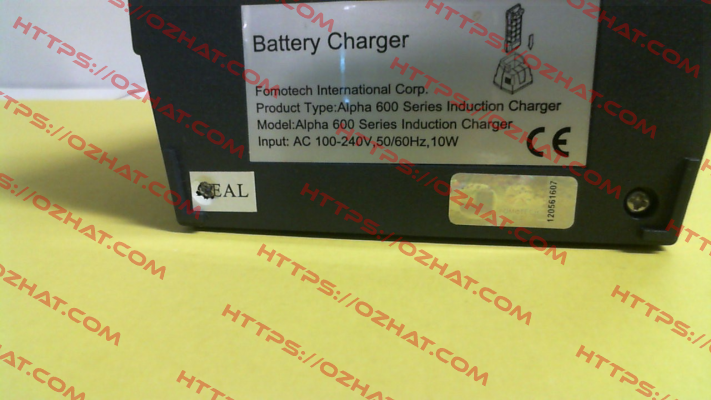 Battery Charger
Fomotech International Corp.
Product Type:Alpha 600 Series Induction Charger
Model:Alpha 600 Series Induction Charger
Input: AC 100-240V,50/60Hz,10W
CE
EAL
120561607
HTTPS://OZHAT.COM